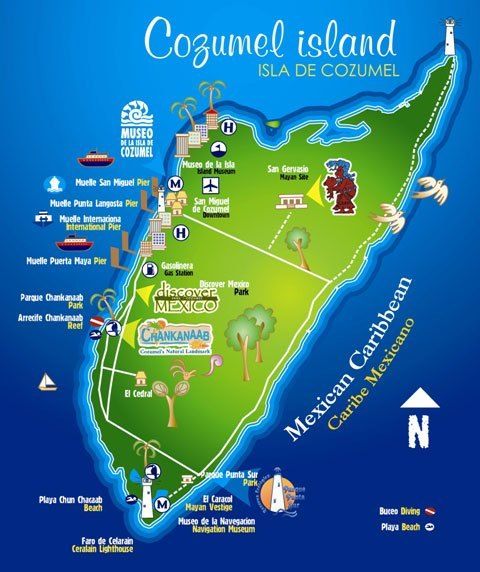 Cozumel island
ISLA DE COZUMEL
MUSEO
DE LA ISLA DE
COZUMEL
H
Museo de la Isla
Island Museum
Muelle San Miguel Pier
M
San Gervasio
Mayan Site
Muelle Punta Langosta Pier
San Miguel
de Cozumel
Downtown
Muelle Internaciona
International Pier
H
Muelle Puerta Maya Pier
Gasolinera
Gas Station
Discover Mexico
Park
discover
MEXICO
Parque Chankanaab
Park
Arrecife Chankanaab
Reef
CHANKANAAB
Cozumel's Natural Landmark
Mexican Caribbean
Caribe Mexicano
El Cedral
N
Parque Punta Sur
Park
Parque
Punta
Sur
Playa Chun Chacaab
Beach
M
El Caracol
Mayan Vestige
Museo de la Navegacion
Navigation Museum
Buceo Diving
Playa Beach
Faro de Celarain
Ceralain Lighthouse